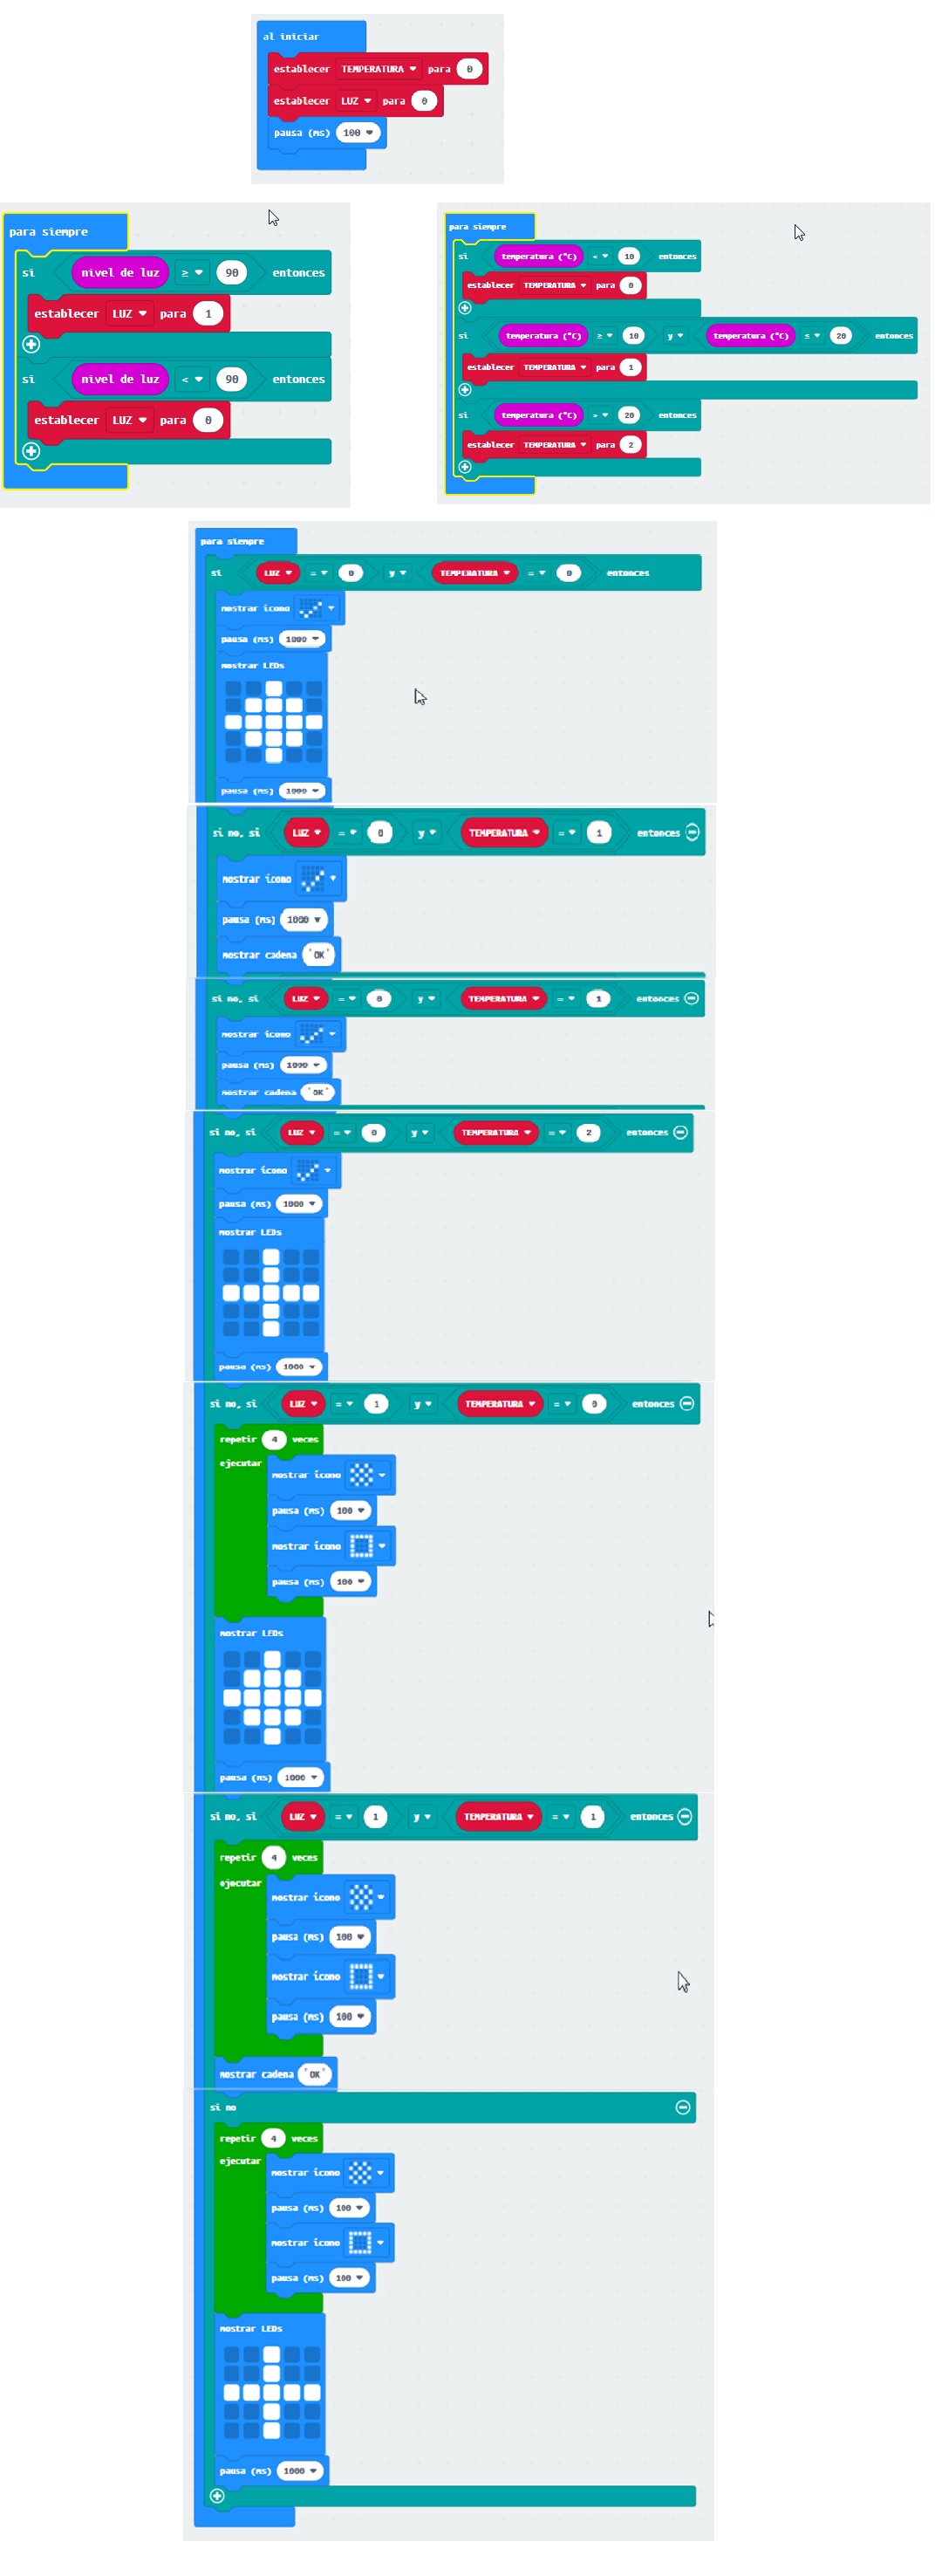 al iniciar
establecer TEMPERATURA para 0
establecer LUZ para 0
pausa (ms) 100
para siempre
si nivel de luz ≥ 90 entonces
establecer LUZ para 1
si nivel de luz < 90 entonces
establecer LUZ para 0
para siempre
si temperatura (°C) < 10 entonces
establecer TEMPERATURA para 0
si temperatura (°C) ≥ 10 y temperatura (°C) ≤ 20 entonces
establecer TEMPERATURA para 1
si temperatura (°C) > 20 entonces
establecer TEMPERATURA para 2
para siempre
si LUZ = 0 y TEMPERATURA = 0 entonces
mostrar ícono
pausa (ms) 1000
mostrar LEDs
pausa (ms) 1000
si no, si LUZ = 0 y TEMPERATURA = 1 entonces
mostrar ícono
pausa (ms) 1000
mostrar cadena "OK"
si no, si LUZ = 0 y TEMPERATURA = 1 entonces
mostrar ícono
pausa (ms) 1000
mostrar cadena "OK"
si no, si LUZ = 0 y TEMPERATURA = 2 entonces
mostrar ícono
pausa (ms) 1000
mostrar LEDs
pausa (ms) 1000
si no, si LUZ = 1 y TEMPERATURA = 0 entonces
repetir 4 veces
ejecutar
mostrar ícono
pausa (ms) 100
mostrar ícono
pausa (ms) 100
mostrar LEDs
pausa (ms) 1000
si no, si LUZ = 1 y TEMPERATURA = 1 entonces
repetir 4 veces
ejecutar
mostrar ícono
pausa (ms) 100
mostrar ícono
pausa (ms) 100
mostrar cadena "OK"
si no
repetir 4 veces
ejecutar
mostrar ícono
pausa (ms) 100
mostrar ícono
pausa (ms) 100
mostrar LEDs
pausa (ms) 1000